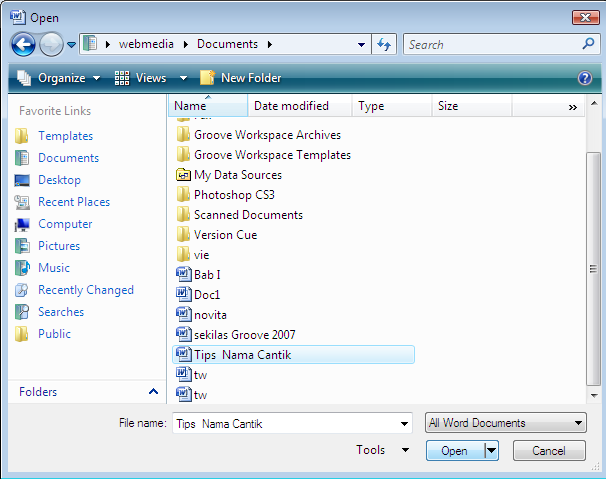 Open
webmedia Documents Search
Organize Views New Folder
Favorite Links
Templates
Documents
Desktop
Recent Places
Computer
Pictures
Music
Recently Changed
Searches
Public
Folders
Name Date modified Type Size »
Groove Workspace Archives
Groove Workspace Templates
My Data Sources
Photoshop CS3
Scanned Documents
Version Cue
vie
Bab I
Doc1
novita
sekilas Groove 2007
Tips  Nama Cantik
tw
tw
File name: Tips  Nama Cantik All Word Documents
Tools Open Cancel